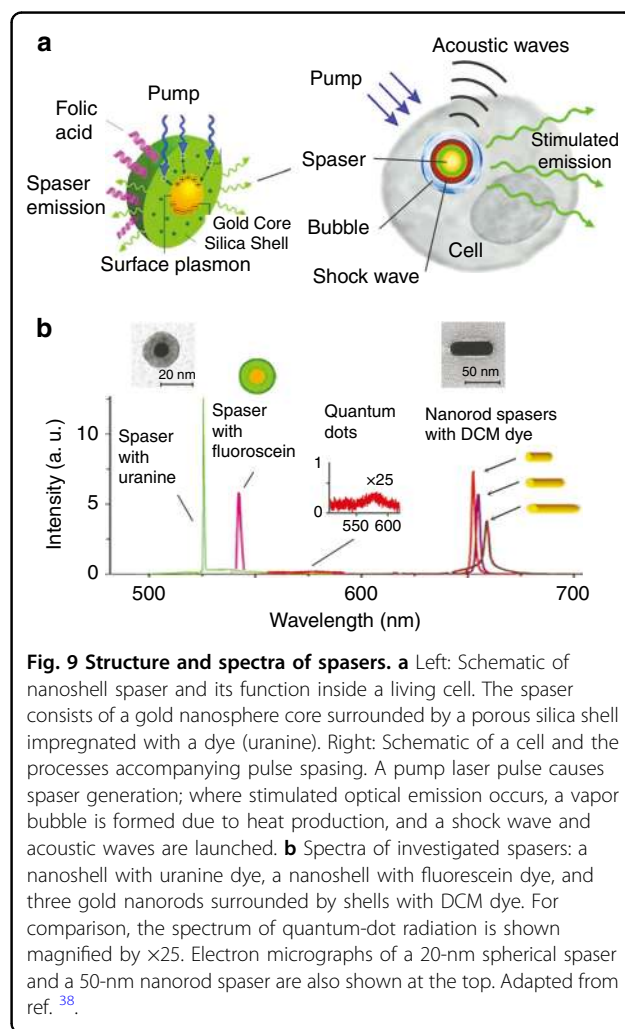 a
Folic
acid
Pump
Spaser
emission
Gold Core
Silica Shell
Surface plasmon
Acoustic waves
Pump
Stimulated
emission
Spaser
Bubble
Cell
Shock wave
b
20 nm
50 nm
Spaser
with
uranine
Spaser
with
fluoroscein
Quantum
dots
Nanorod spasers
with DCM dye
×25
1
0
550 600
10
5
0
Intensity (a. u.)
500 600 700
Wavelength (nm)
Fig. 9 Structure and spectra of spasers. a Left: Schematic of
nanoshell spaser and its function inside a living cell. The spaser
consists of a gold nanosphere core surrounded by a porous silica shell
impregnated with a dye (uranine). Right: Schematic of a cell and the
processes accompanying pulse spasing. A pump laser pulse causes
spaser generation; where stimulated optical emission occurs, a vapor
bubble is formed due to heat production, and a shock wave and
acoustic waves are launched. b Spectra of investigated spasers: a
nanoshell with uranine dye, a nanoshell with fluorescein dye, and
three gold nanorods surrounded by shells with DCM dye. For
comparison, the spectrum of quantum-dot radiation is shown
magnified by ×25. Electron micrographs of a 20-nm spherical spaser
and a 50-nm nanorod spaser are also shown at the top. Adapted from
ref. 38.